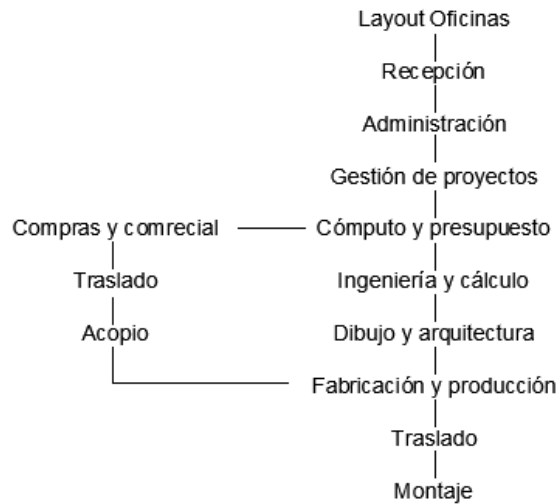 Layout Oficinas
Recepción
Administración
Gestión de proyectos
Compras y comrecial
Cómputo y presupuesto
Traslado
Ingeniería y cálculo
Acopio
Dibujo y arquitectura
Fabricación y producción
Traslado
Montaje